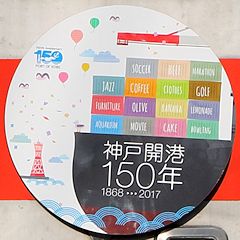 150
PORT OF KOBE
SOCCER BEEF MARATHON
JAZZ COFFEE CLOTHES GOLF
FURNITURE OLIVE BANANA LEMONADE
AQUARIUM MOVIE CAKE BOWLING
神戸開港
150年
1868…2017